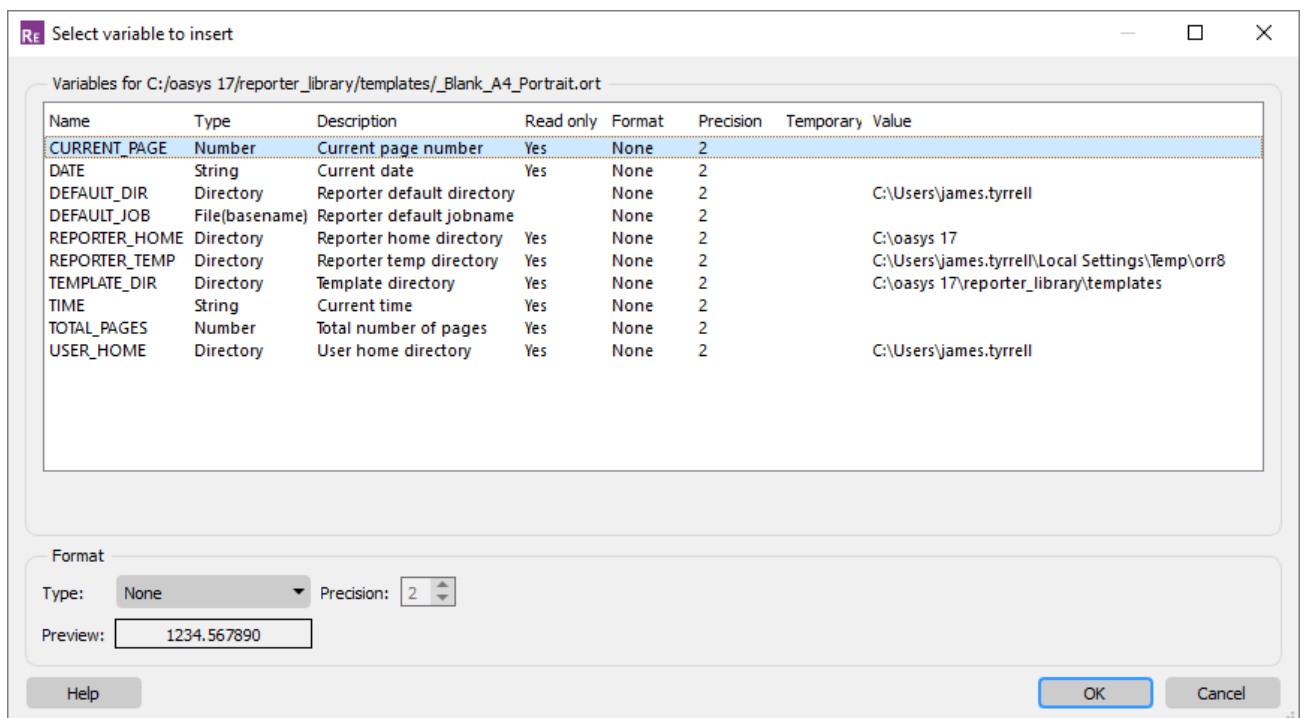 RE Select variable to insert
Variables for C:/oasys 17/reporter_library/templates/_Blank_A4_Portrait.ort
Name Type Description Read only Format Precision Temporary Value
CURRENT_PAGE Number Current page number Yes None 2
DATE String Current date Yes None 2
DEFAULT_DIR Directory Reporter default directory None 2 C:\Users\james.tyrrell
DEFAULT_JOB File(basename) Reporter default jobname None 2
REPORTER_HOME Directory Reporter home directory Yes None 2 C:\oasys 17
REPORTER_TEMP Directory Reporter temp directory Yes None 2 C:\Users\james.tyrrell\Local Settings\Temp\orr8
TEMPLATE_DIR Directory Template directory Yes None 2 C:\oasys 17\reporter_library\templates
TIME String Current time Yes None 2
TOTAL_PAGES Number Total number of pages Yes None 2
USER_HOME Directory User home directory Yes None 2 C:\Users\james.tyrrell
Format
Type: None Precision: 2
Preview: 1234.567890
Help OK Cancel